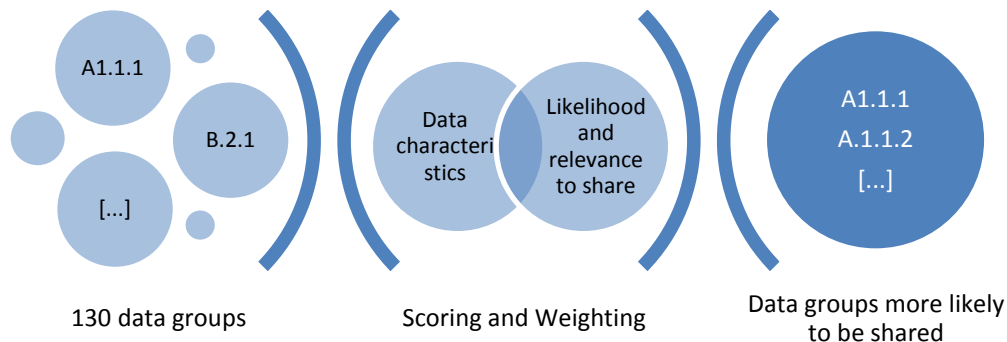 A1.1.1
B.2.1
[...]
130 data groups
Data
characteri
stics
Likelihood
and
relevance
to share
Scoring and Weighting
A1.1.1
A.1.1.2
[...]
Data groups more likely
to be shared